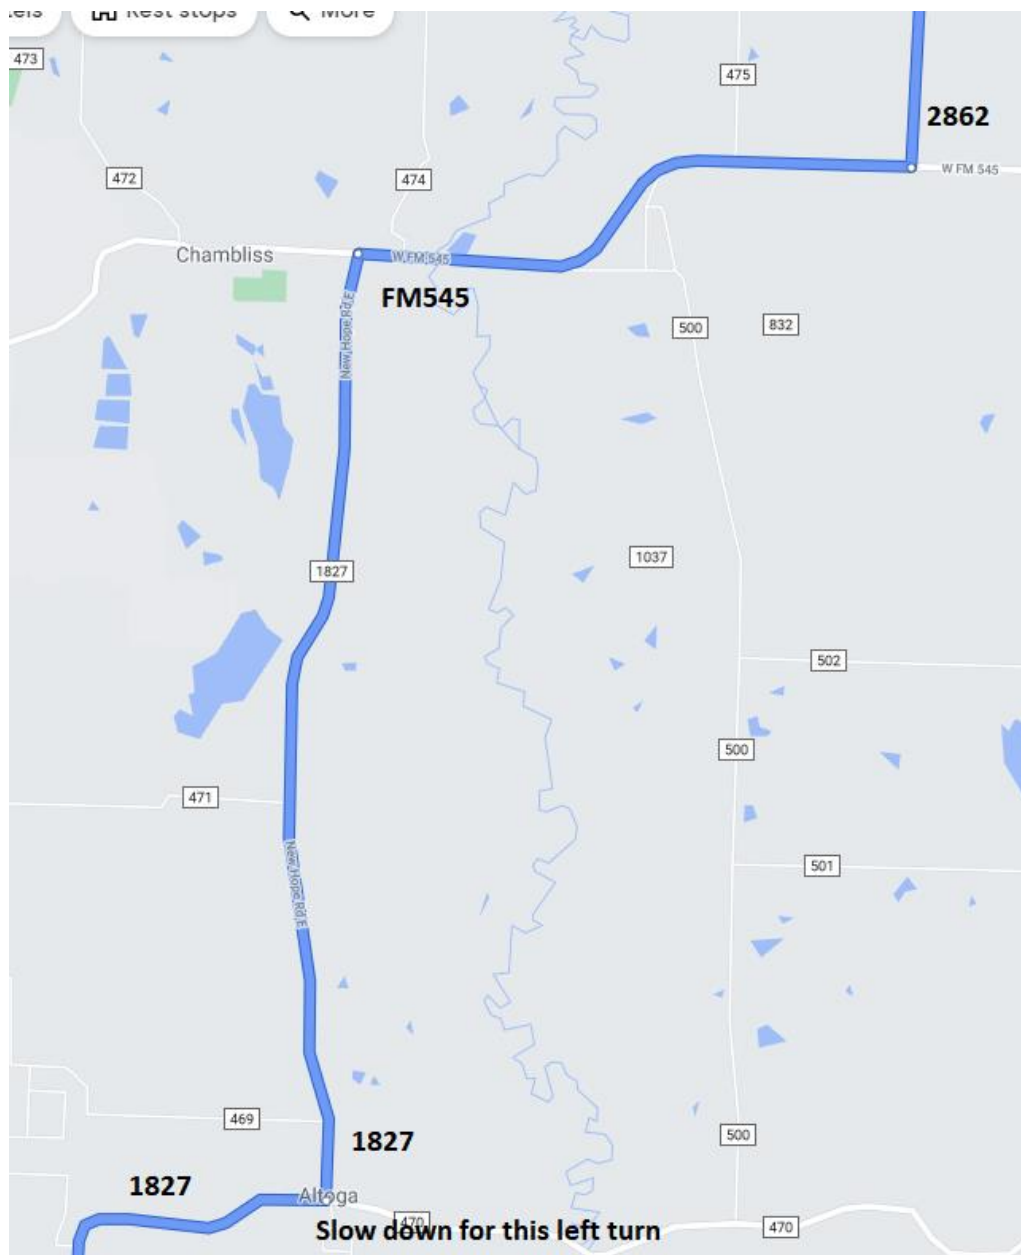 Rest stops
More
473
475
2862
W FM 545
472
474
Chambliss
W FM 545
FM545
New Hope Rd E
500
832
1827
1037
502
500
471
501
New Hope Rd E
469
500
1827
1827
Altoga
470
Slow down for this left turn
470